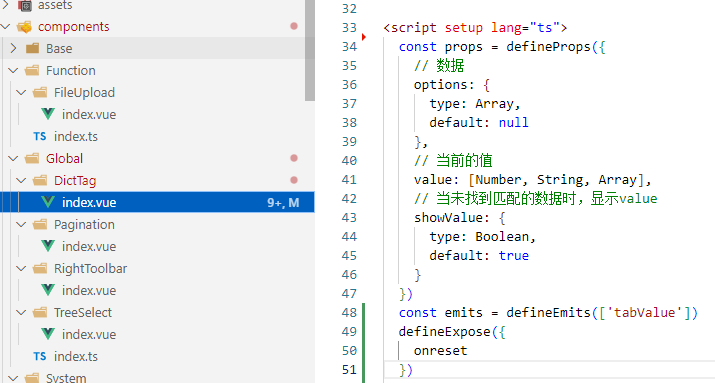 assets
components
Base
Function
FileUpload
index.vue
TS index.ts
Global
DictTag
index.vue 9+, M
Pagination
index.vue
RightToolbar
index.vue
TreeSelect
index.vue
TS index.ts
System
32
33 <script setup lang="ts">
34 const props = defineProps({
35 // 数据
36 options: {
37 type: Array,
38 default: null
39 },
40 // 当前的值
41 value: [Number, String, Array],
42 // 当未找到匹配的数据时，显示value
43 showValue: {
44 type: Boolean,
45 default: true
46 }
47 })
48 const emits = defineEmits(['tabValue'])
49 defineExpose({
50 onreset
51 })